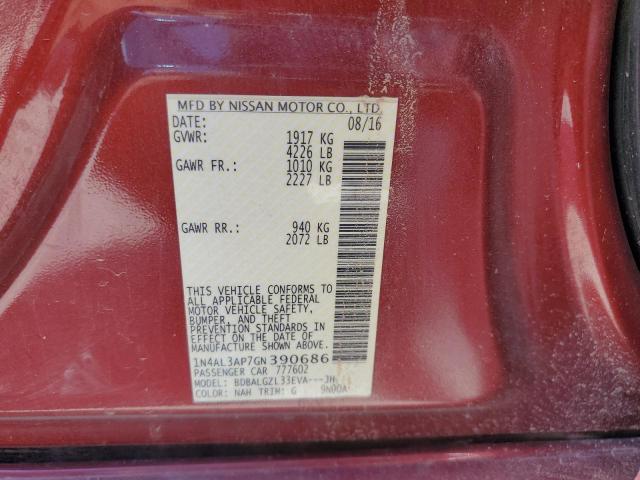 MFD BY NISSAN MOTOR CO., LTD.
DATE: 08/16
GVWR: 1917 KG
4226 LB
GAWR FR.: 1010 KG
2227 LB
GAWR RR.: 940 KG
2072 LB
THIS VEHICLE CONFORMS TO
ALL APPLICABLE FEDERAL
MOTOR VEHICLE SAFETY,
BUMPER, AND THEFT
PREVENTION STANDARDS
IN EFFECT ON THE DATE OF
MANUFACTURE SHOWN ABOVE.
1N4AL3AP7GN390686
PASSENGER CAR 777602
MODEL: BDBALGZL33EVA---JH
COLOR: NAH TRIM: G 9N00A